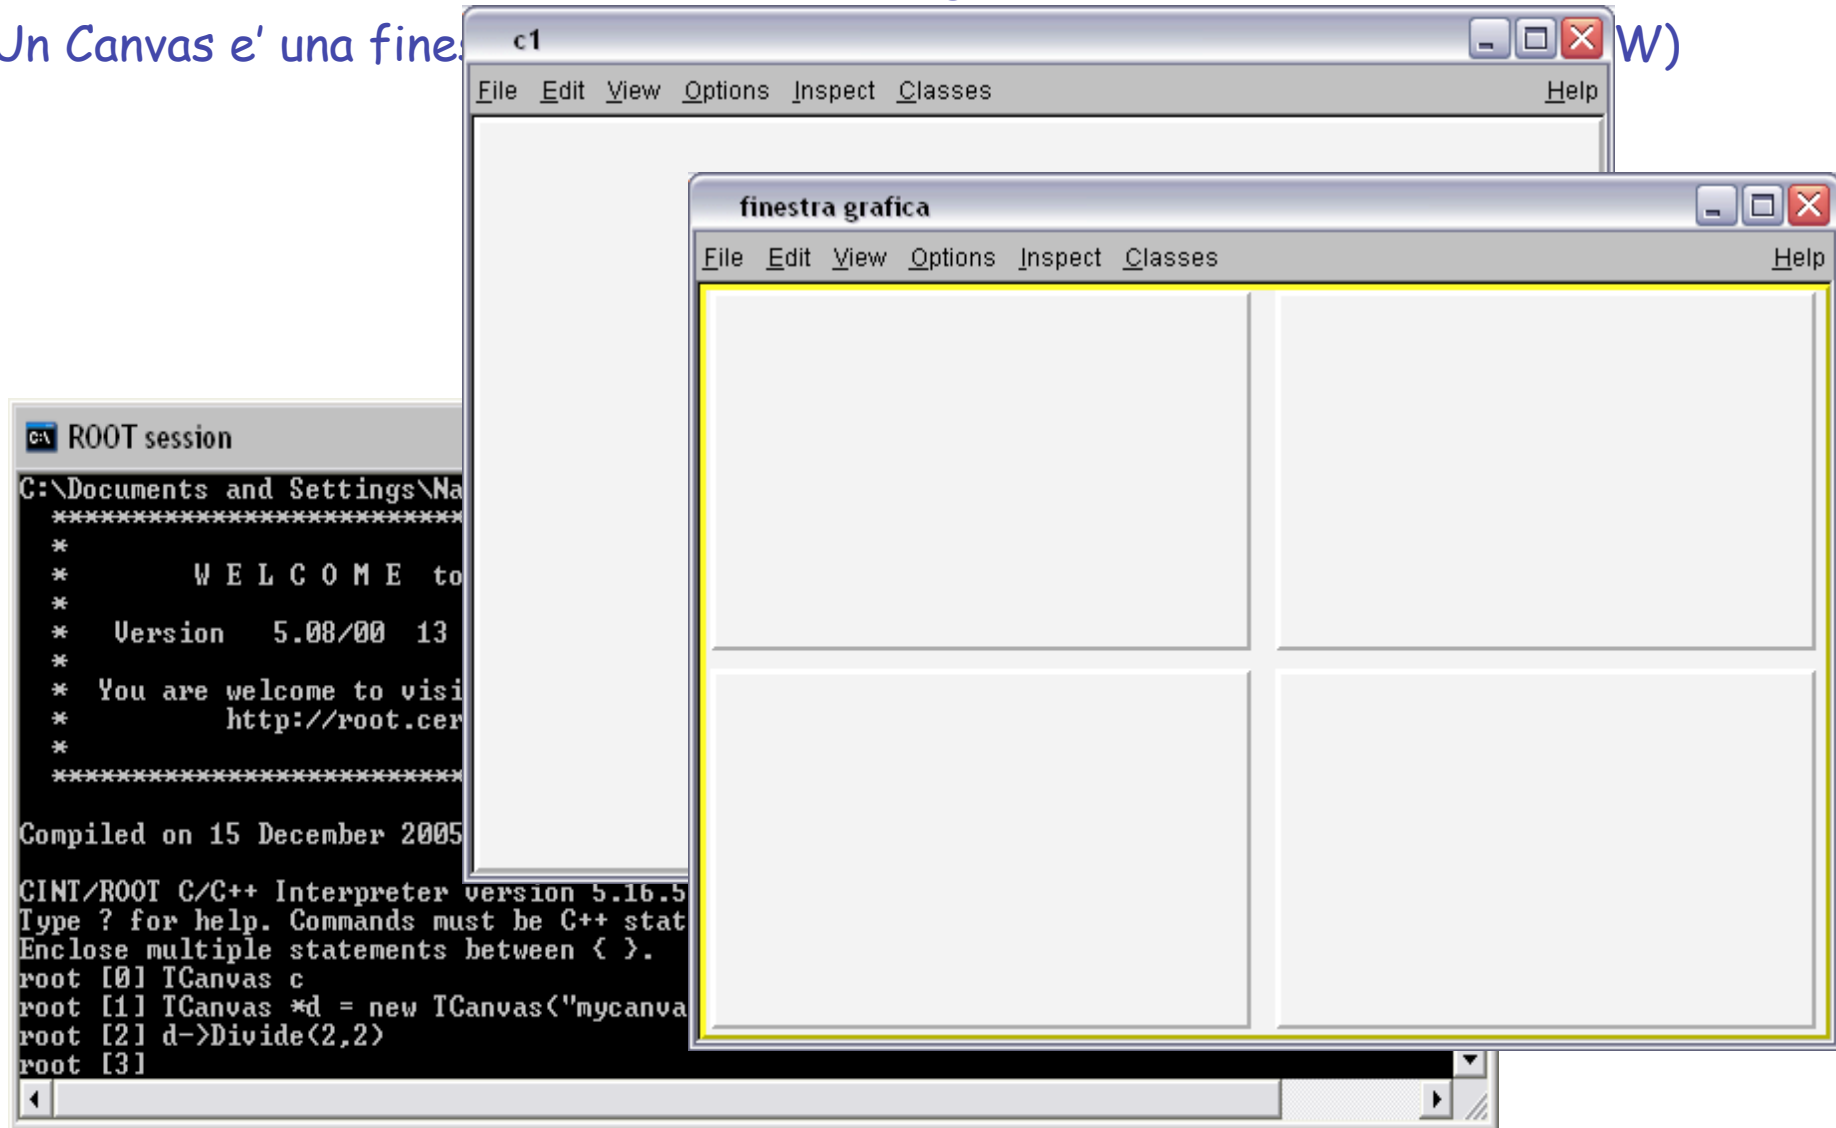 Un Canvas e' una fines W)
c1
File Edit View Options Inspect Classes Help
finestra grafica
File Edit View Options Inspect Classes Help
ROOT session
C:\Documents and Settings\Na
***************************
*
* W E L C O M E to
*
* Version 5.08/00 13
*
* You are welcome to visi
* http://root.cer
*
***************************
Compiled on 15 December 2005
CINT/ROOT C/C++ Interpreter version 5.16.5
Type ? for help. Commands must be C++ stat
Enclose multiple statements between { }.
root [0] TCanvas c
root [1] TCanvas *d = new TCanvas("mycanva
root [2] d->Divide(2,2)
root [3]